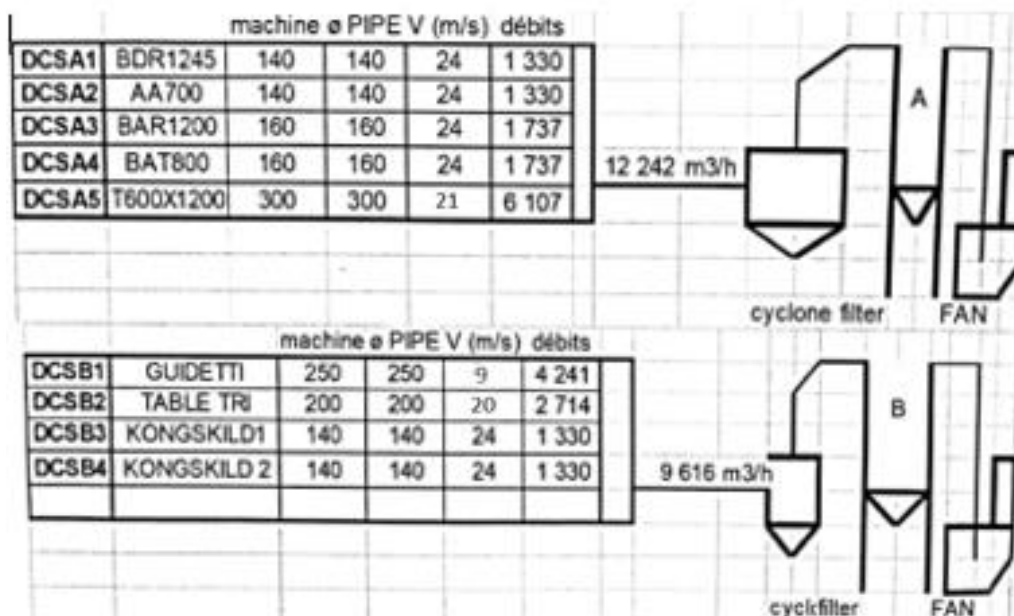 machine ø PIPE V (m/s) débits
DCSA1 BDR1245 140 140 24 1 330
DCSA2 AA700 140 140 24 1 330
DCSA3 BAR1200 160 160 24 1 737
DCSA4 BAT800 160 160 24 1 737
DCSA5 T600X1200 300 300 21 6 107
12 242 m3/h
A
cyclone filter FAN
machine ø PIPE V (m/s) débits
DCSB1 GUIDETTI 250 250 9 4 241
DCSB2 TABLE TRI 200 200 20 2 714
DCSB3 KONGSKILD1 140 140 24 1 330
DCSB4 KONGSKILD 2 140 140 24 1 330
9 616 m3/h
B
cyclxfilter FAN